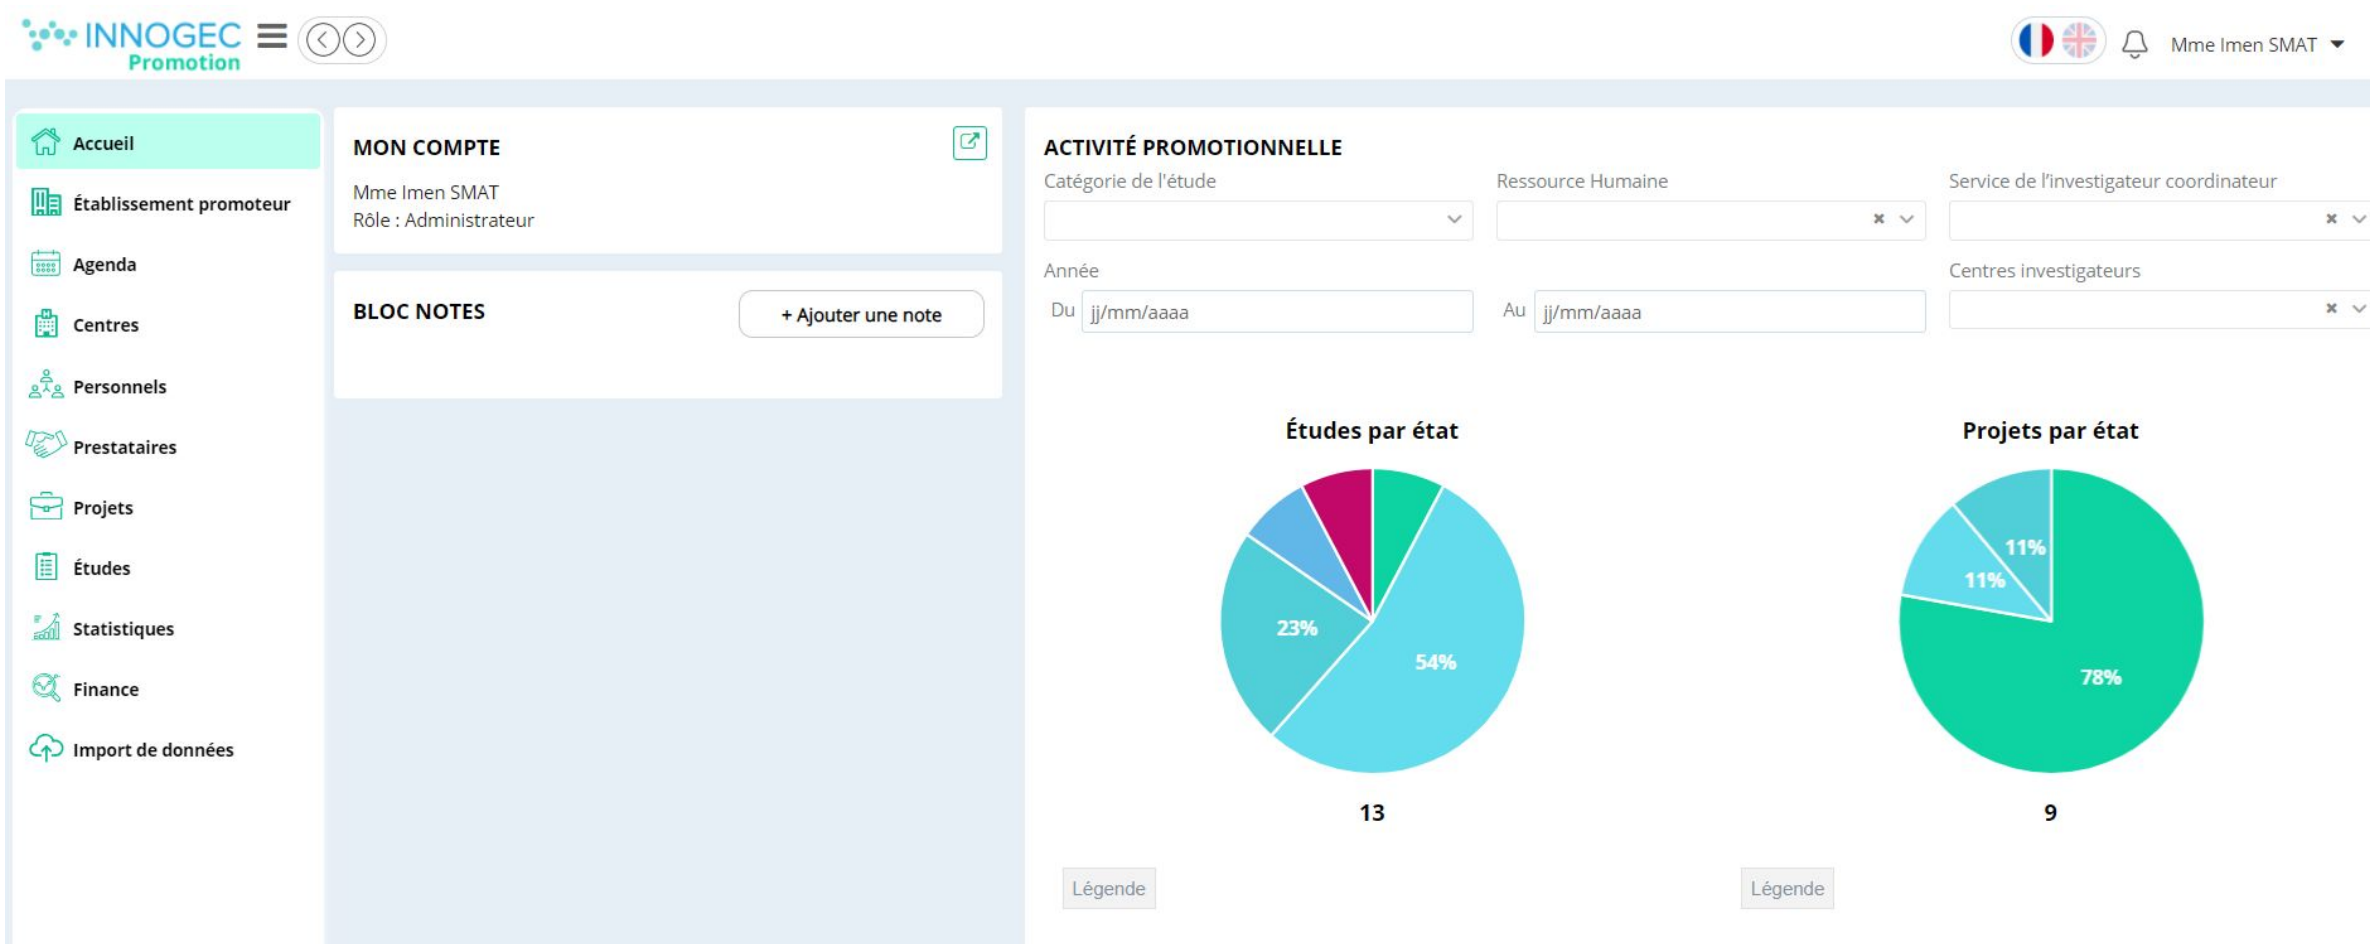 INNOGEC
Promotion
Mme Imen SMAT
Accueil
Établissement promoteur
Agenda
Centres
Personnels
Prestataires
Projets
Études
Statistiques
Finance
Import de données
MON COMPTE
Mme Imen SMAT
Rôle : Administrateur
BLOC NOTES
+ Ajouter une note
ACTIVITÉ PROMOTIONNELLE
Catégorie de l'étude
Ressource Humaine
Service de l’investigateur coordinateur
Année
Centres investigateurs
Du jj/mm/aaaa
Au jj/mm/aaaa
Études par état
23%
54%
13
Légende
Projets par état
11%
11%
78%
9
Légende